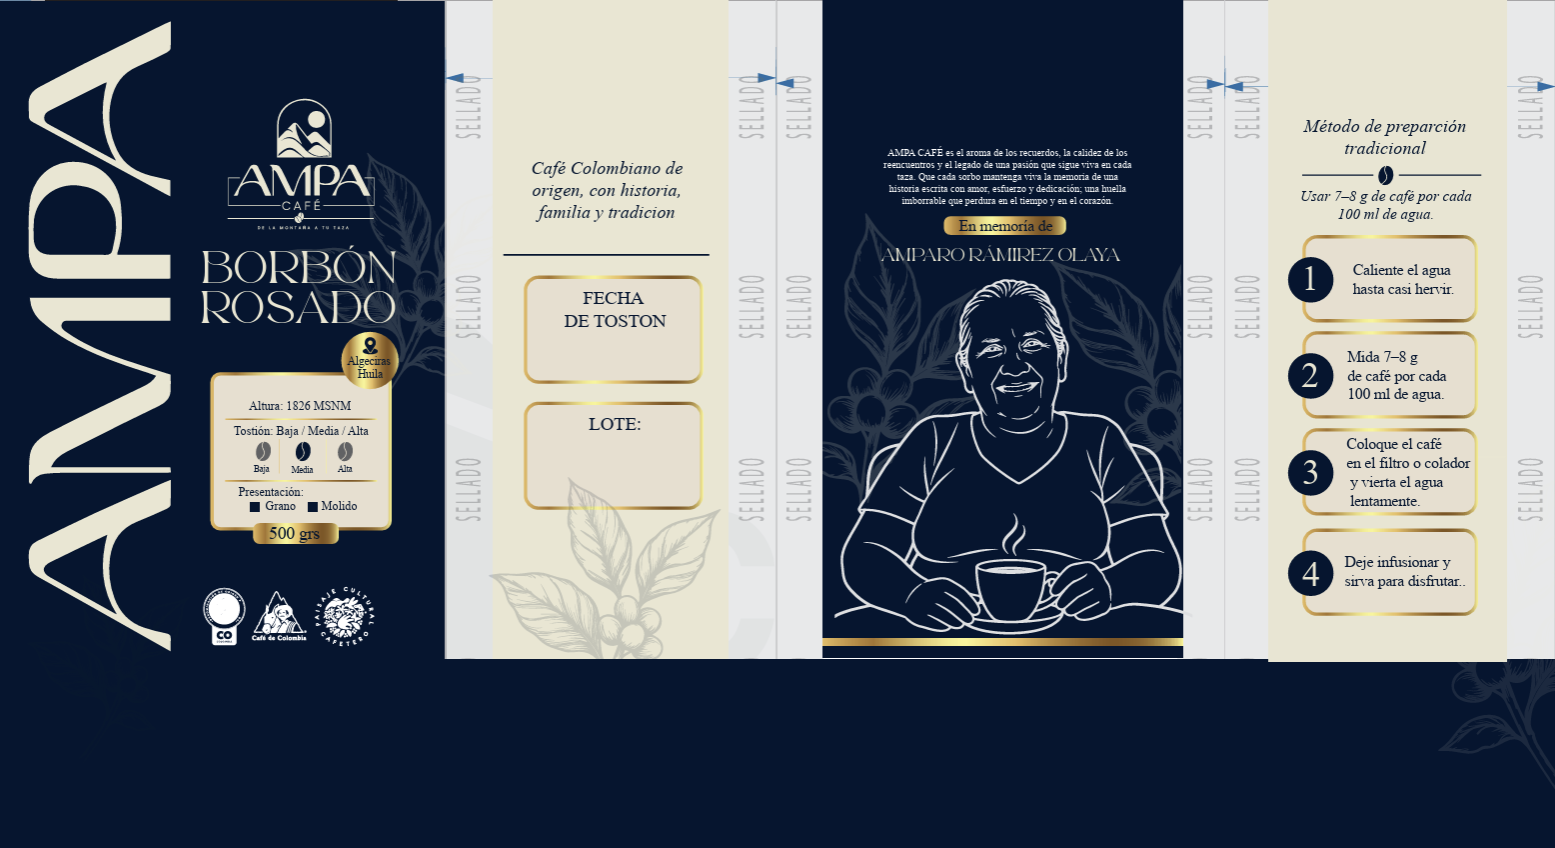 AMPA
AMPA
CAFÉ
DE LA MONTAÑA A TU TAZA
BORBÓN
ROSADO
Algeciras
Huila
Altura: 1826 MSNM
Tostión: Baja / Media / Alta
Baja Media Alta
Presentación:
Grano Molido
500 grs
CO
Café de Colombia
PAISAJE CULTURAL
CAFETERO
SELLADO
SELLADO
SELLADO
Café Colombiano de
origen, con historia,
familia y tradicion
FECHA
DE TOSTON
LOTE:
SELLADO
SELLADO
SELLADO
SELLADO
SELLADO
SELLADO
AMPA CAFÉ es el aroma de los recuerdos, la calidez de los
reencuentros y el legado de una pasión que sigue viva en cada
taza. Que cada sorbo mantenga viva la memoria de una
historia escrita con amor, esfuerzo y dedicación; una huella
imborrable que perdura en el tiempo y en el corazón.
En memoría de
AMPARO RÁMIREZ OLAYA
SELLADO
SELLADO
SELLADO
SELLADO
SELLADO
SELLADO
Método de preparción
tradicional
Usar 7–8 g de café por cada
100 ml de agua.
1
Caliente el agua
hasta casi hervir.
2
Mida 7–8 g
de café por cada
100 ml de agua.
3
Coloque el café
en el filtro o colador
y vierta el agua
lentamente.
4
Deje infusionar y
sirva para disfrutar..
SELLADO
SELLADO
SELLADO